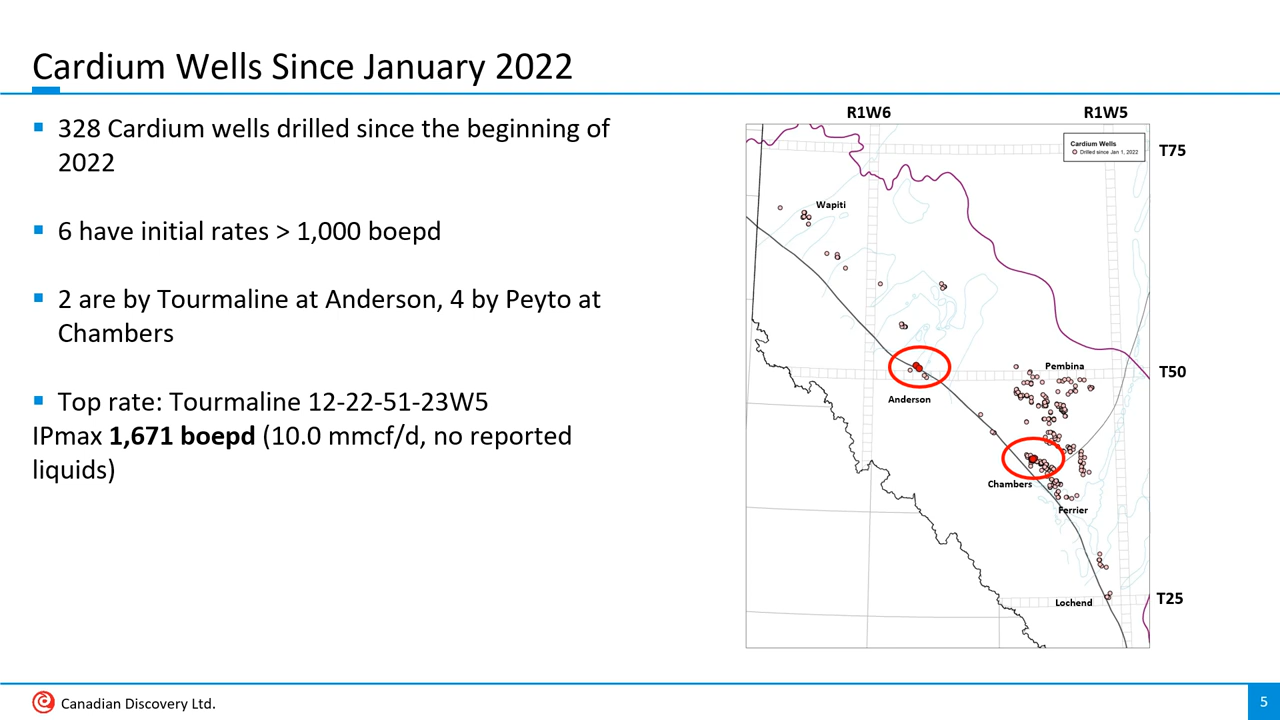 Cardium Wells Since January 2022
328 Cardium wells drilled since the beginning of
2022
6 have initial rates > 1,000 boepd
2 are by Tourmaline at Anderson, 4 by Peyto at
Chambers
Top rate: Tourmaline 12-22-51-23W5
IPmax 1,671 boepd (10.0 mmcf/d, no reported
liquids)
R1W6
R1W5
Cardium Wells
Drilled since Jan 1, 2022
T75
Wapiti
Pembina
T50
Anderson
Chambers
Ferrier
T25
Lochend
Canadian Discovery Ltd.
5